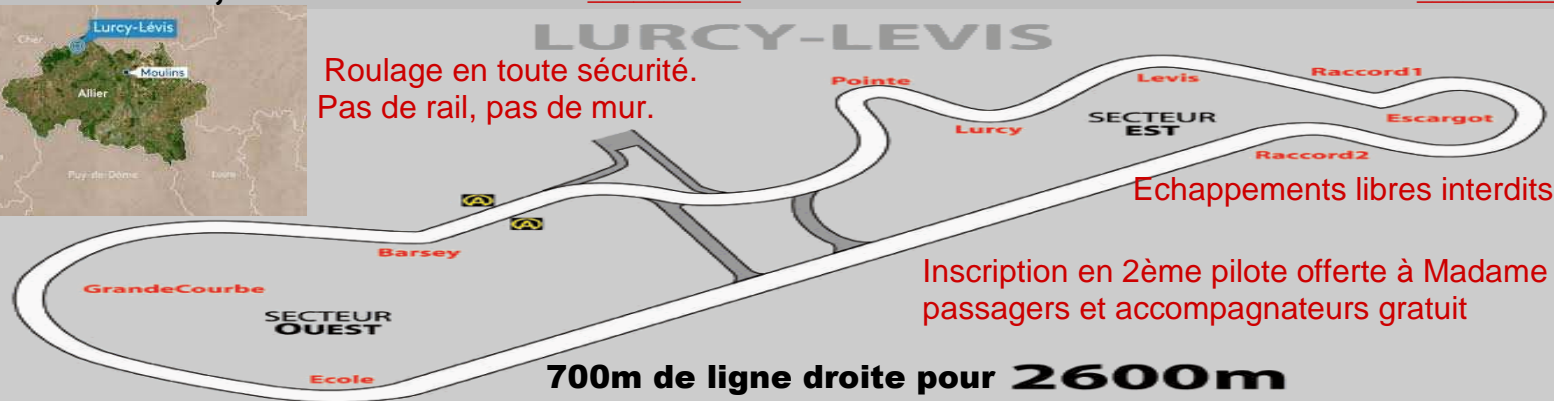 LURCY-LEVIS
Lurcy-Lévis
Cher
Moulins
Allier
Puy-de-Dôme
Loire
Roulage en toute sécurité.
Pas de rail, pas de mur.
Pointe
Levis
Raccord1
Lurcy
SECTEUR
EST
Escargot
Raccord2
Echappements libres interdits
Barsey
GrandeCourbe
SECTEUR
OUEST
Ecole
Inscription en 2ème pilote offerte à Madame
passagers et accompagnateurs gratuit
700m de ligne droite pour 2600m